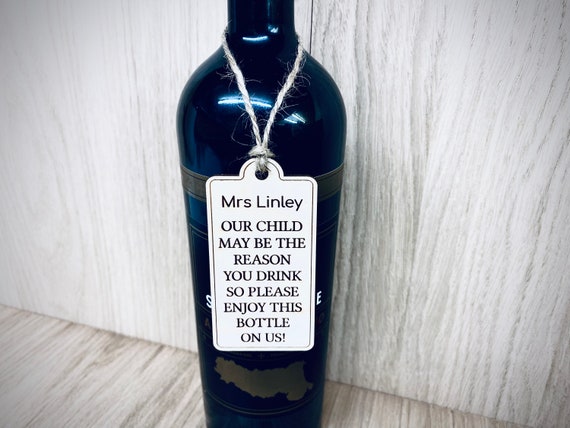 Mrs Linley
OUR CHILD
MAY BE THE
REASON
YOU DRINK
SO PLEASE
ENJOY THIS
BOTTLE
ON US!